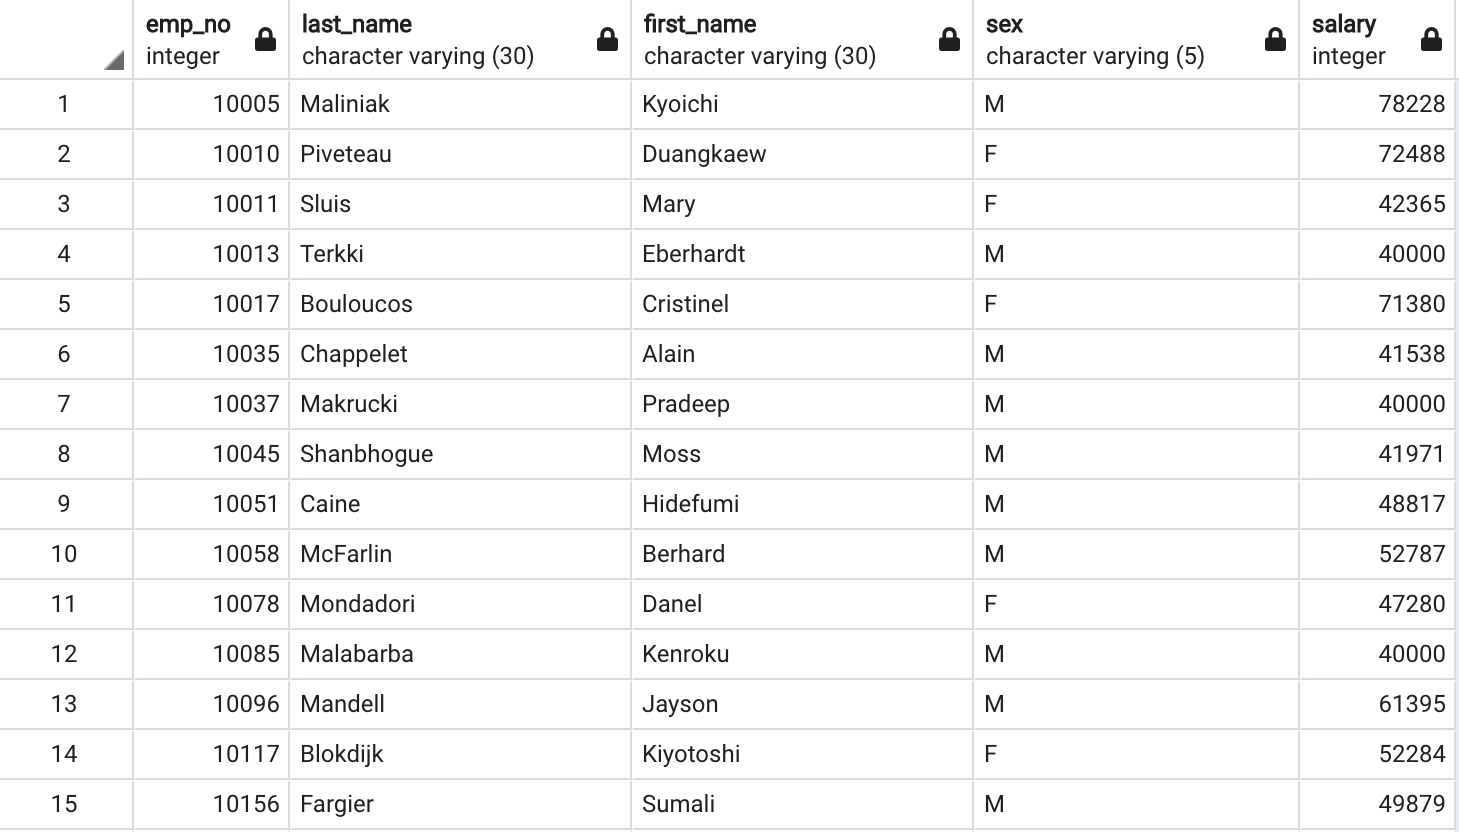 emp_no last_name first_name sex salary
integer character varying (30) character varying (30) character varying (5) integer
1 10005 Maliniak Kyoichi M 78228
2 10010 Piveteau Duangkaew F 72488
3 10011 Sluis Mary F 42365
4 10013 Terkki Eberhardt M 40000
5 10017 Bouloucos Cristinel F 71380
6 10035 Chappelet Alain M 41538
7 10037 Makrucki Pradeep M 40000
8 10045 Shanbhogue Moss M 41971
9 10051 Caine Hidefumi M 48817
10 10058 McFarlin Berhard M 52787
11 10078 Mondadori Danel F 47280
12 10085 Malabarba Kenroku M 40000
13 10096 Mandell Jayson M 61395
14 10117 Blokdijk Kiyotoshi F 52284
15 10156 Fargier Sumali M 49879